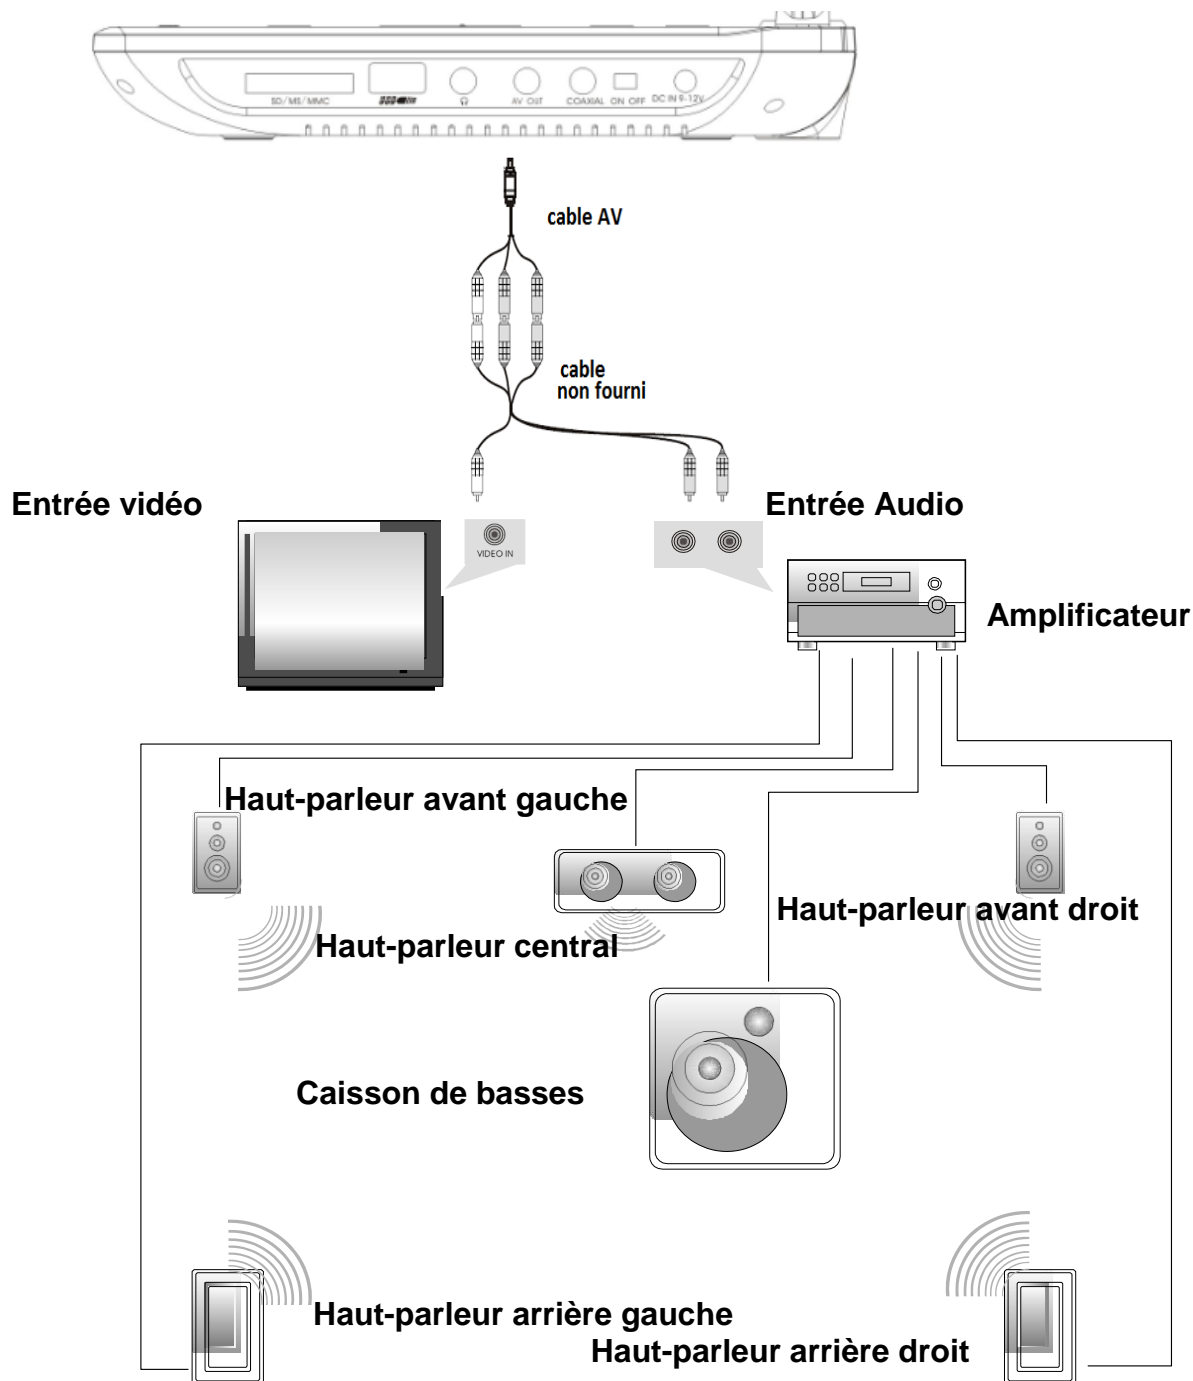 SD/MS/MMC AV OUT COAXIAL ON OFF DC IN 9-12V
cable AV
cable
non fourni
Entrée vidéo
Entrée Audio
VIDEO IN
Amplificateur
Haut-parleur avant gauche
Haut-parleur avant droit
Haut-parleur central
Caisson de basses
Haut-parleur arrière gauche
Haut-parleur arrière droit